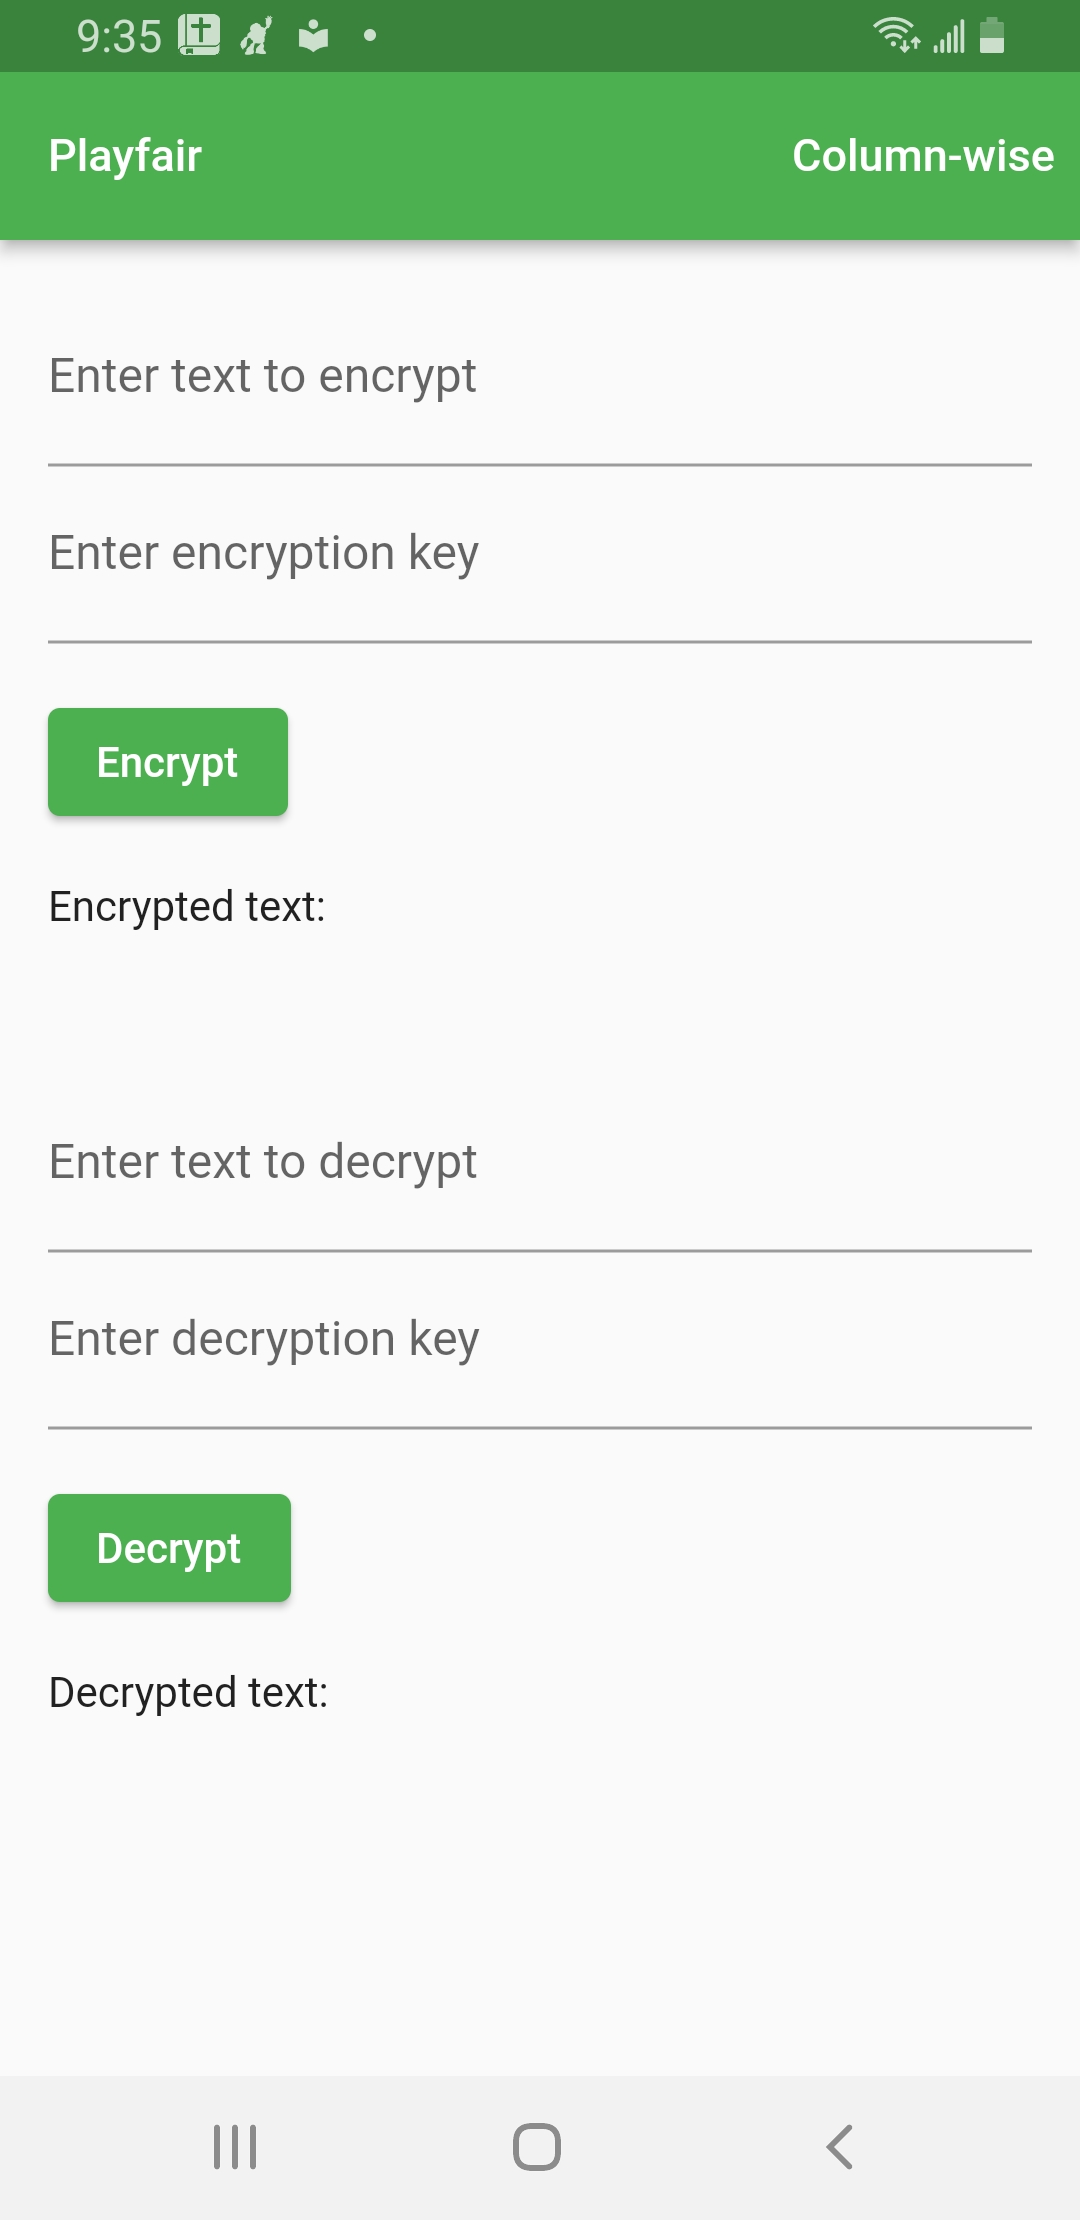 9:35
Playfair Column-wise
Enter text to encrypt
Enter encryption key
Encrypt
Encrypted text:
Enter text to decrypt
Enter decryption key
Decrypt
Decrypted text: